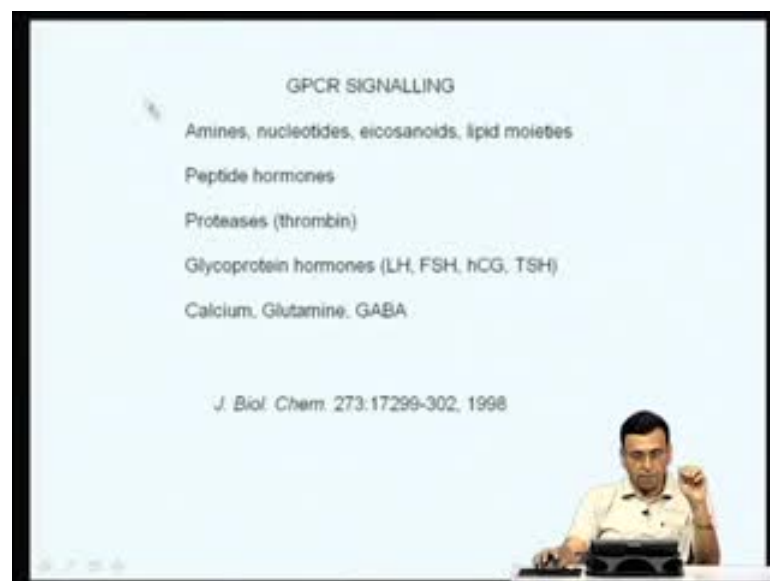 GPCR SIGNALLING
Amines, nucleotides, eicosanoids, lipid moieties
Peptide hormones
Proteases (thrombin)
Glycoprotein hormones (LH, FSH, hCG, TSH)
Calcium, Glutamine, GABA
J. Biol. Chem. 273:17299-302, 1998